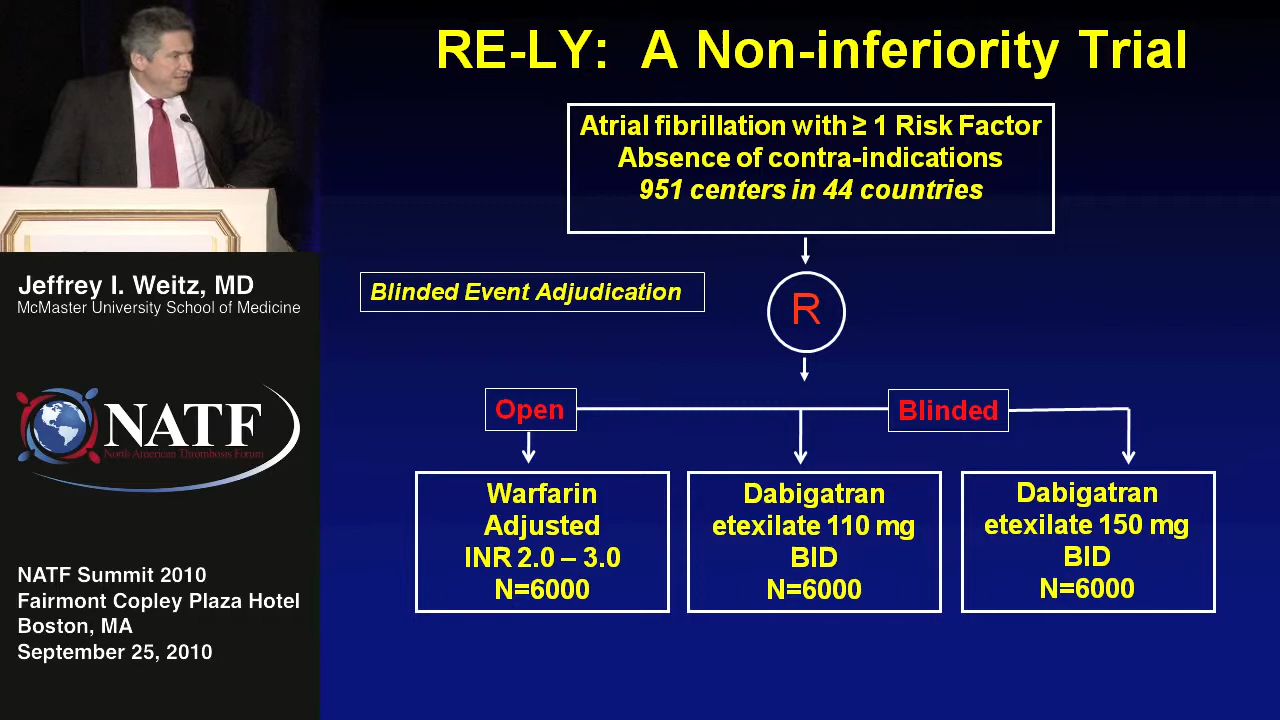 RE-LY: A Non-inferiority Trial
Atrial fibrillation with ≥ 1 Risk Factor
Absence of contra-indications
951 centers in 44 countries
Blinded Event Adjudication
R
Open
Blinded
Warfarin
Adjusted
INR 2.0 – 3.0
N=6000
Dabigatran
etexilate 110 mg
BID
N=6000
Dabigatran
etexilate 150 mg
BID
N=6000
Jeffrey I. Weitz, MD
McMaster University School of Medicine
NATF
North American Thrombosis Forum
NATF Summit 2010
Fairmont Copley Plaza Hotel
Boston, MA
September 25, 2010